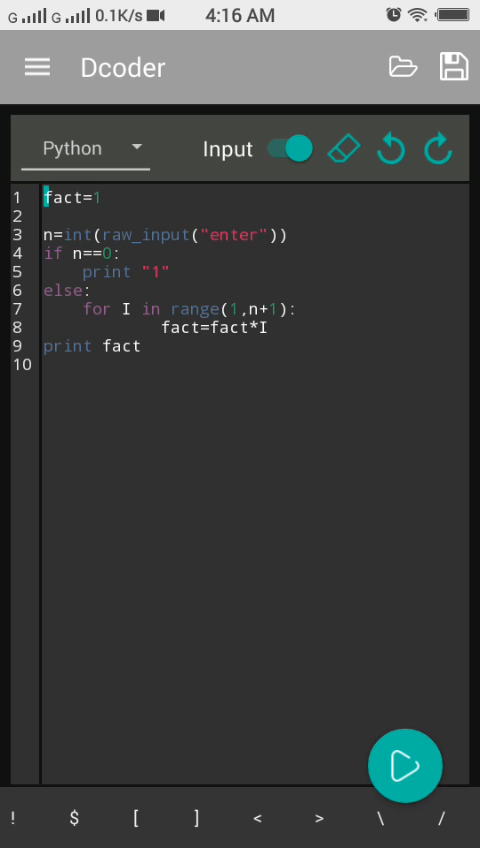 G G 0.1K/s 4:16 AM
Dcoder
Python Input
1 fact=1
2
3 n=int(raw_input("enter"))
4 if n==0:
5     print "1"
6 else:
7     for I in range(1,n+1):
8             fact=fact*I
9 print fact
10
! $ [ ] < > \ /